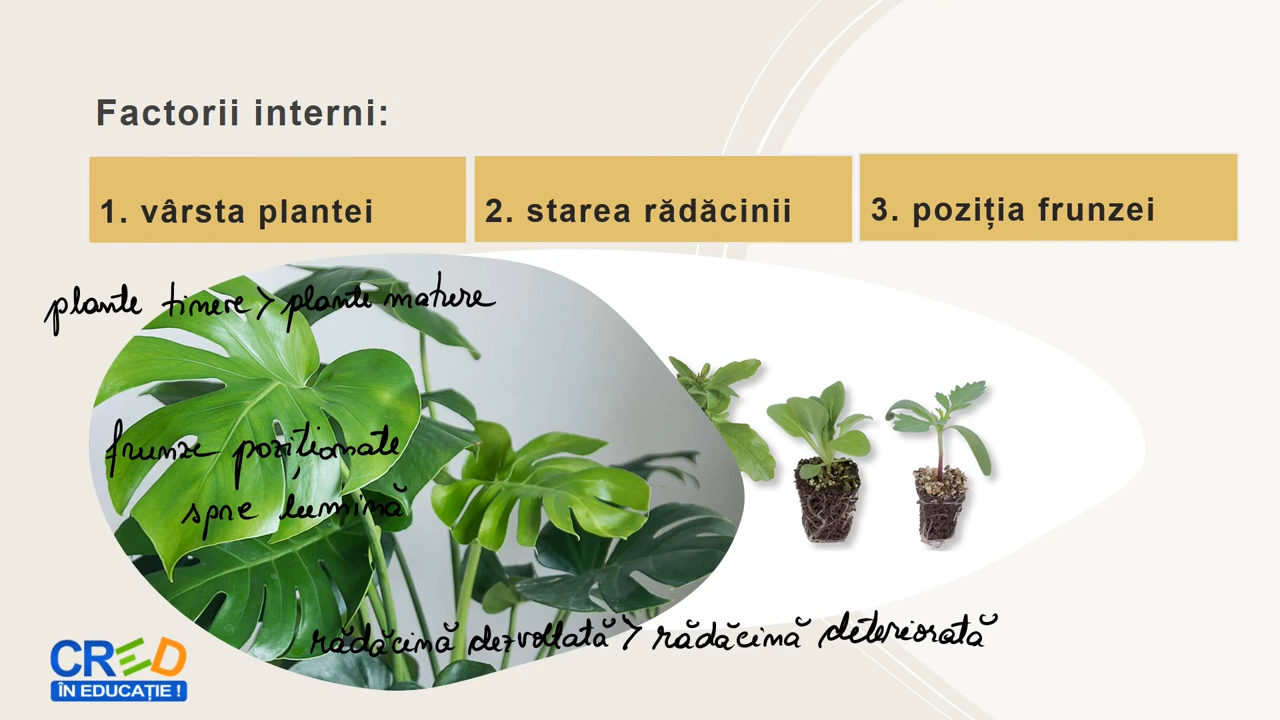 Factorii interni:
1. vârsta plantei
2. starea rădăcinii
3. poziția frunzei
plante tinere > plante mature
frunze poziționate
spre lumină
rădăcină dezvoltată > rădăcină deteriorată
CRED
ÎN EDUCAȚIE !